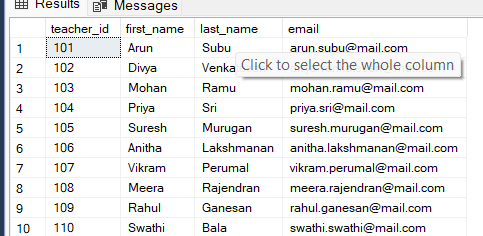 Results Messages
teacher_id first_name last_name email
1 101 Arun Subu arun.subu@mail.com
2 102 Divya Venka
Click to select the whole column
3 103 Mohan Ramu mohan.ramu@mail.com
4 104 Priya Sri priya.sri@mail.com
5 105 Suresh Murugan suresh.murugan@mail.com
6 106 Anitha Lakshmanan anitha.lakshmanan@mail.com
7 107 Vikram Perumal vikram.perumal@mail.com
8 108 Meera Rajendran meera.rajendran@mail.com
9 109 Rahul Ganesan rahul.ganesan@mail.com
10 110 Swathi Bala swathi.swathi@mail.com